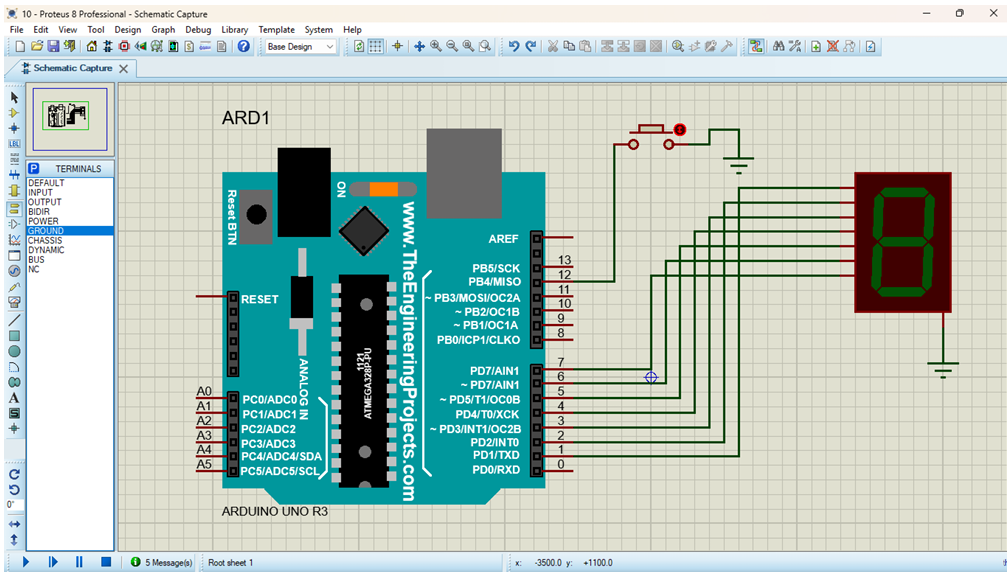 10 - Proteus 8 Professional - Schematic Capture
File Edit View Tool Design Graph Debug Library Template System Help
Base Design
Schematic Capture
P TERMINALS
DEFAULT
INPUT
OUTPUT
BIDIR
POWER
GROUND
CHASSIS
DYNAMIC
BUS
NC
LBL
A
S
0°
ARD1
Reset BTN
ON
www.TheEngineeringProjects.com
1121
ATMEGA328P-PU
ANALOG IN
RESET
AREF
PB5/SCK 13
PB4/MISO 12
~ PB3/MOSI/OC2A 11
~ PB2/OC1B 10
~ PB1/OC1A 9
PB0/ICP1/CLKO 8
PD7/AIN1 7
~ PD7/AIN1 6
~ PD5/T1/OC0B 5
PD4/T0/XCK 4
~ PD3/INT1/OC2B 3
PD2/INT0 2
PD1/TXD 1
PD0/RXD 0
A0 PC0/ADC0
A1 PC1/ADC1
A2 PC2/ADC2
A3 PC3/ADC3
A4 PC4/ADC4/SDA
A5 PC5/ADC5/SCL
ARDUINO UNO R3
5 Message(s) Root sheet 1 x: -3500.0 y: +1100.0